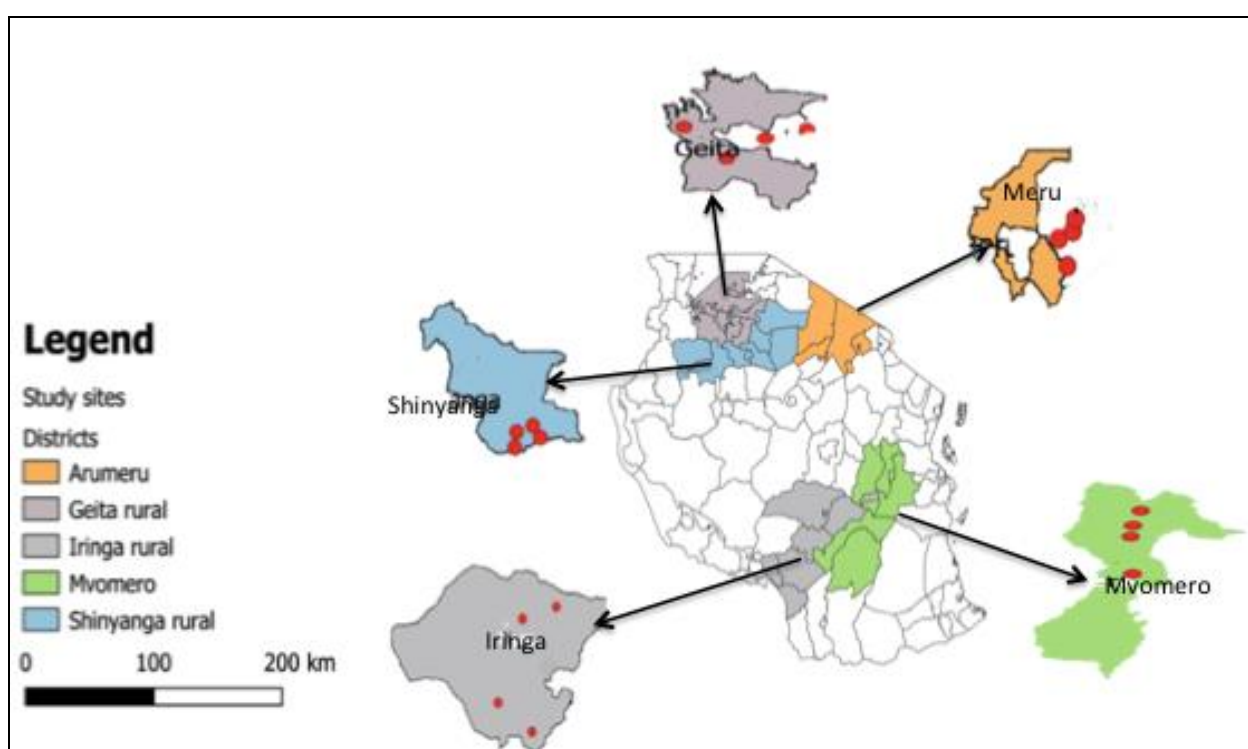 Geita
Meru
Legend
Study sites
Districts
Arumeru
Geita rural
Iringa rural
Mvomero
Shinyanga rural
0 100 200 km
Shinyanga
Iringa
Mvomero